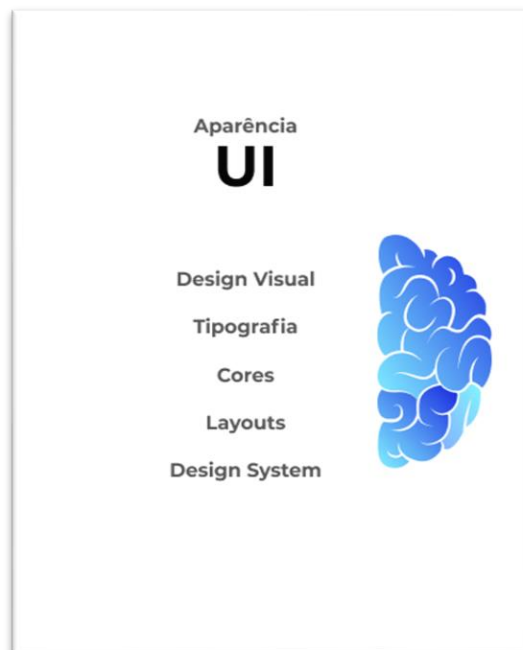 Aparência
UI
Design Visual
Tipografia
Cores
Layouts
Design System